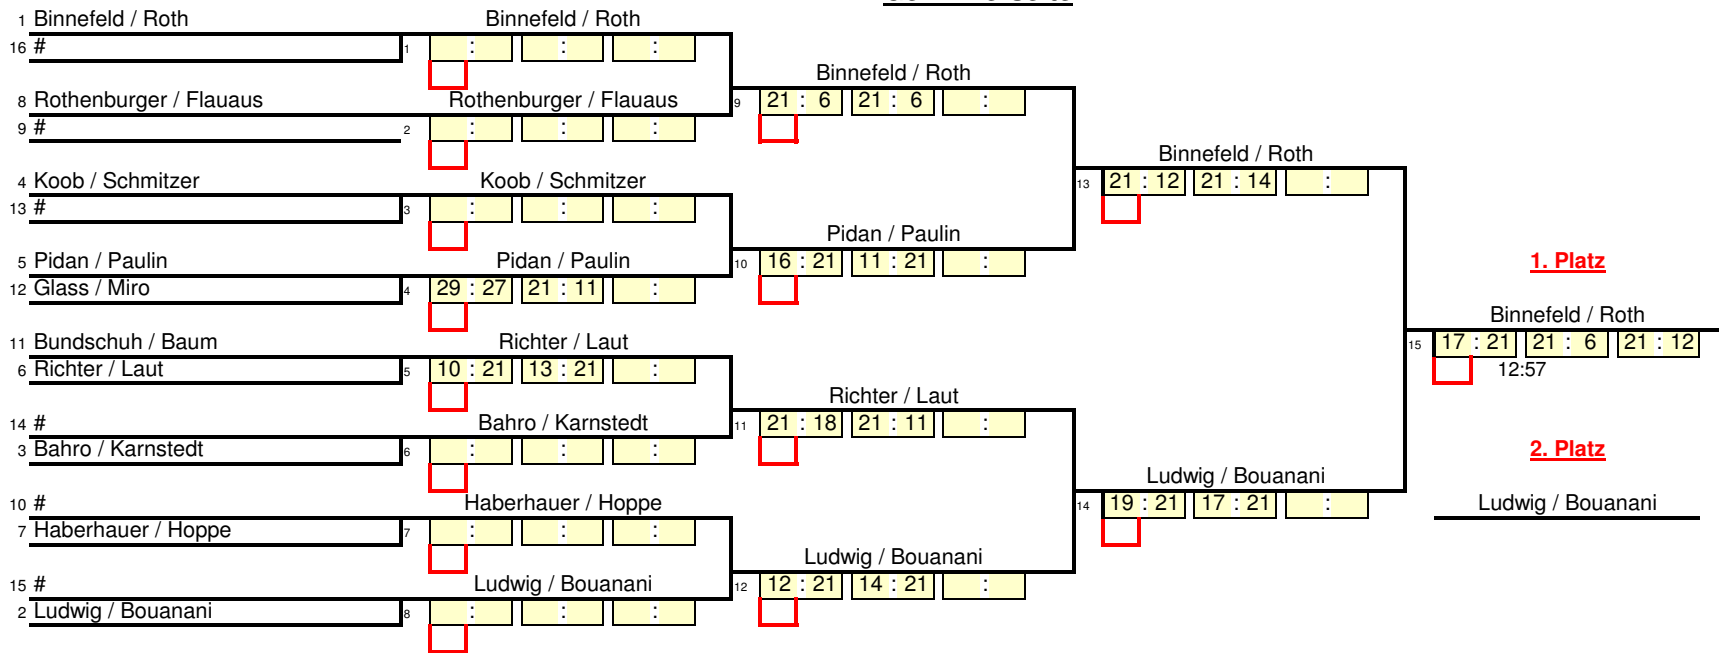 1 Binnefeld / Roth Binnefeld / Roth
16 # 1 : : :
Binnefeld / Roth
8 Rothenburger / Flauaus Rothenburger / Flauaus 9 21 : 6 21 : 6 :
9 # 2 : : :
Binnefeld / Roth
4 Koob / Schmitzer Koob / Schmitzer 13 21 : 12 21 : 14 :
13 # 3 : : :
Pidan / Paulin
5 Pidan / Paulin Pidan / Paulin 10 16 : 21 11 : 21 : 1. Platz
12 Glass / Miro 4 29 : 27 21 : 11 :
Binnefeld / Roth
11 Bundschuh / Baum Richter / Laut 15 17 : 21 21 : 6 21 : 12
6 Richter / Laut 5 10 : 21 13 : 21 : 12:57
Richter / Laut
14 # Bahro / Karnstedt 11 21 : 18 21 : 11 :
3 Bahro / Karnstedt 6 : : : 2. Platz
Ludwig / Bouanani
10 # Haberhauer / Hoppe 14 19 : 21 17 : 21 : Ludwig / Bouanani
7 Haberhauer / Hoppe 7 : : :
Ludwig / Bouanani
15 # Ludwig / Bouanani 12 12 : 21 14 : 21 :
2 Ludwig / Bouanani 8 : : :